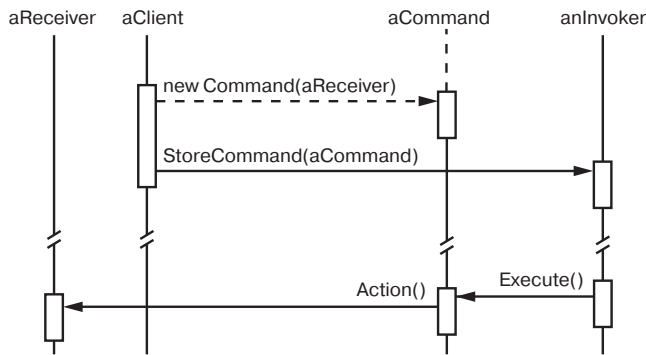 aReceiver aClient aCommand anInvoker
new Command(aReceiver)
StoreCommand(aCommand)
Action() Execute()